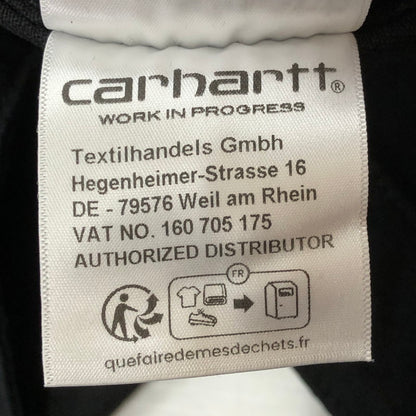 carhartt®
WORK IN PROGRESS
Textilhandels Gmbh
Hegenheimer-Strasse 16
DE - 79576 Weil am Rhein
VAT NO. 160 705 175
AUTHORIZED DISTRIBUTOR
FR
quefairedemesdechets.fr